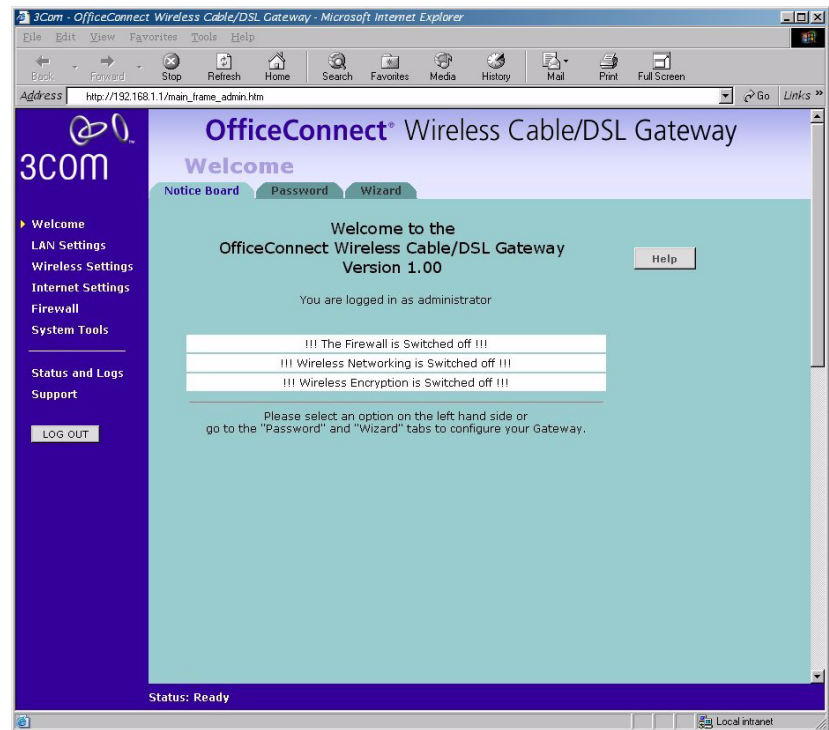 3Com - OfficeConnect Wireless Cable/DSL Gateway - Microsoft Internet Explorer
File Edit View Favorites Tools Help
Back Forward Stop Refresh Home Search Favorites Media History Mail Print Full Screen
Address http://192.168.1.1/main_frame_admin.htm Go Links »
3COM
OfficeConnect® Wireless Cable/DSL Gateway
Welcome
Notice Board Password Wizard
Welcome
LAN Settings
Wireless Settings
Internet Settings
Firewall
System Tools
Status and Logs
Support
LOG OUT
Welcome to the
OfficeConnect Wireless Cable/DSL Gateway
Version 1.00
Help
You are logged in as administrator
!!! The Firewall is Switched off !!!
!!! Wireless Networking is Switched off !!!
!!! Wireless Encryption is Switched off !!!
Please select an option on the left hand side or
go to the "Password" and "Wizard" tabs to configure your Gateway.
Status: Ready
Local intranet